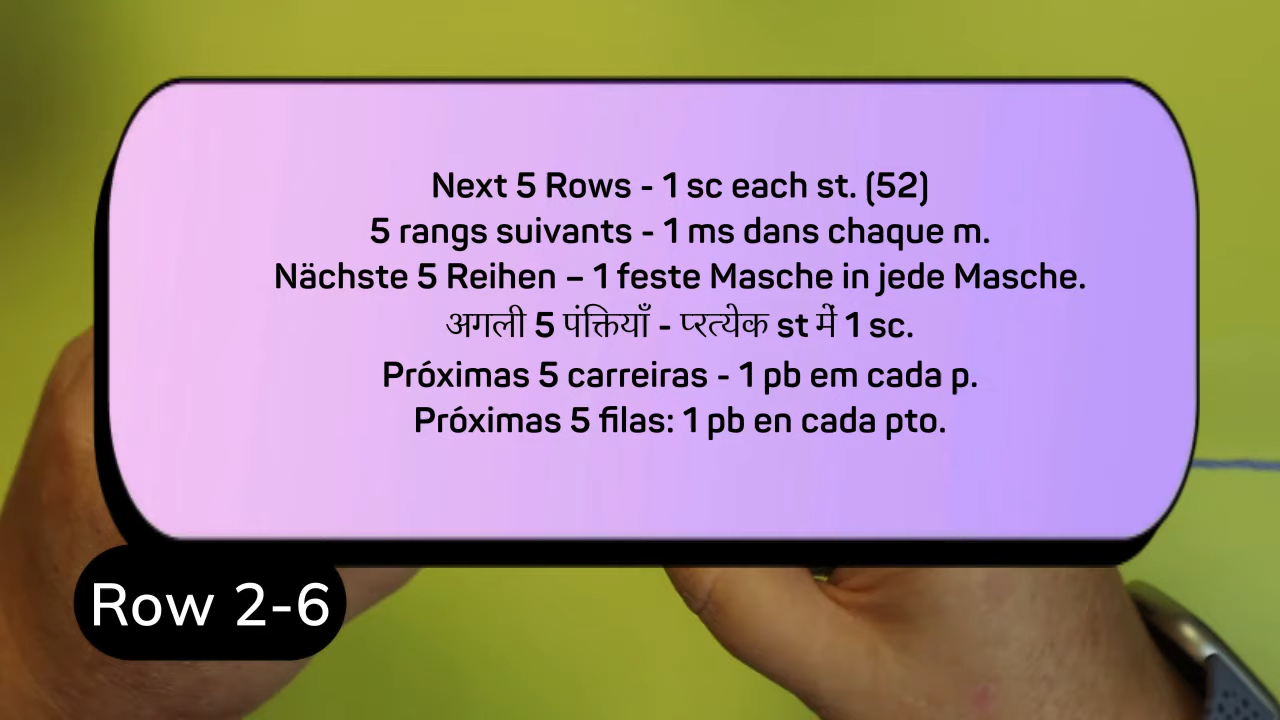 Next 5 Rows - 1 sc each st. (52)
5 rangs suivants - 1 ms dans chaque m.
Nächste 5 Reihen – 1 feste Masche in jede Masche.
अगली 5 पंक्तियाँ - प्रत्येक st में 1 sc.
Próximas 5 carreiras - 1 pb em cada p.
Próximas 5 filas: 1 pb en cada pto.
Row 2-6